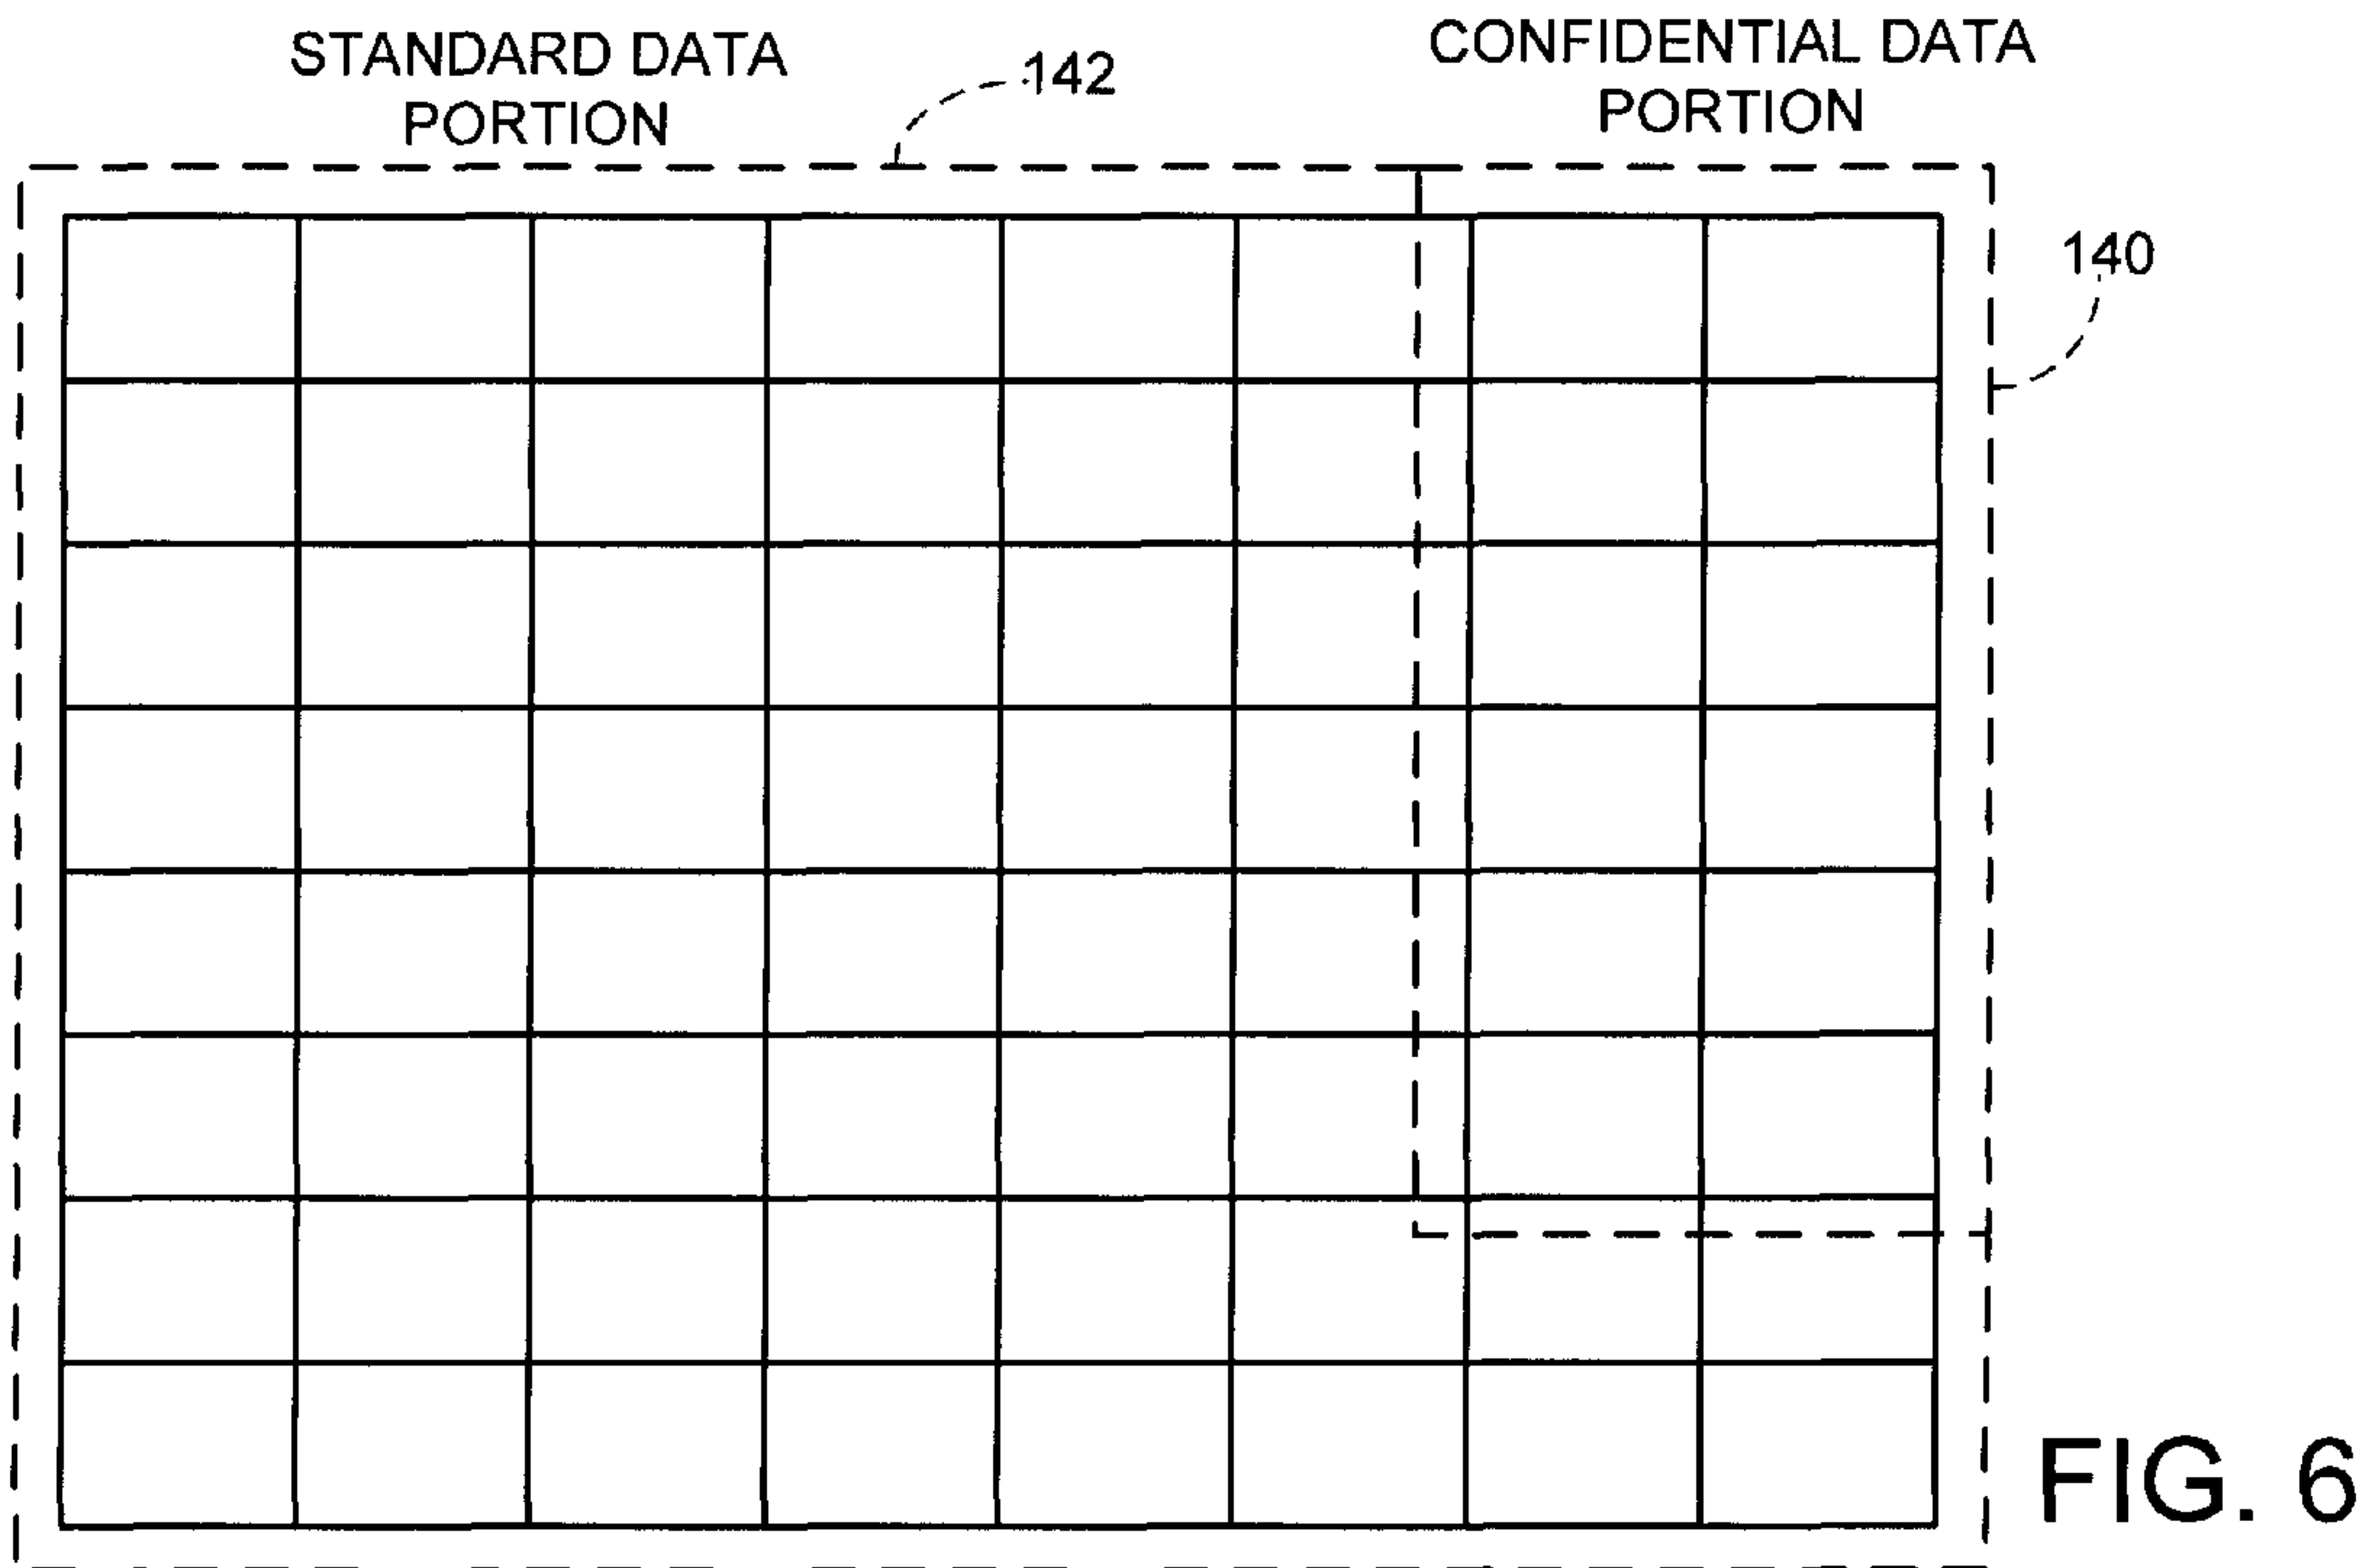 STANDARD DATA
PORTION
142
CONFIDENTIAL DATA
PORTION
140
FIG. 6